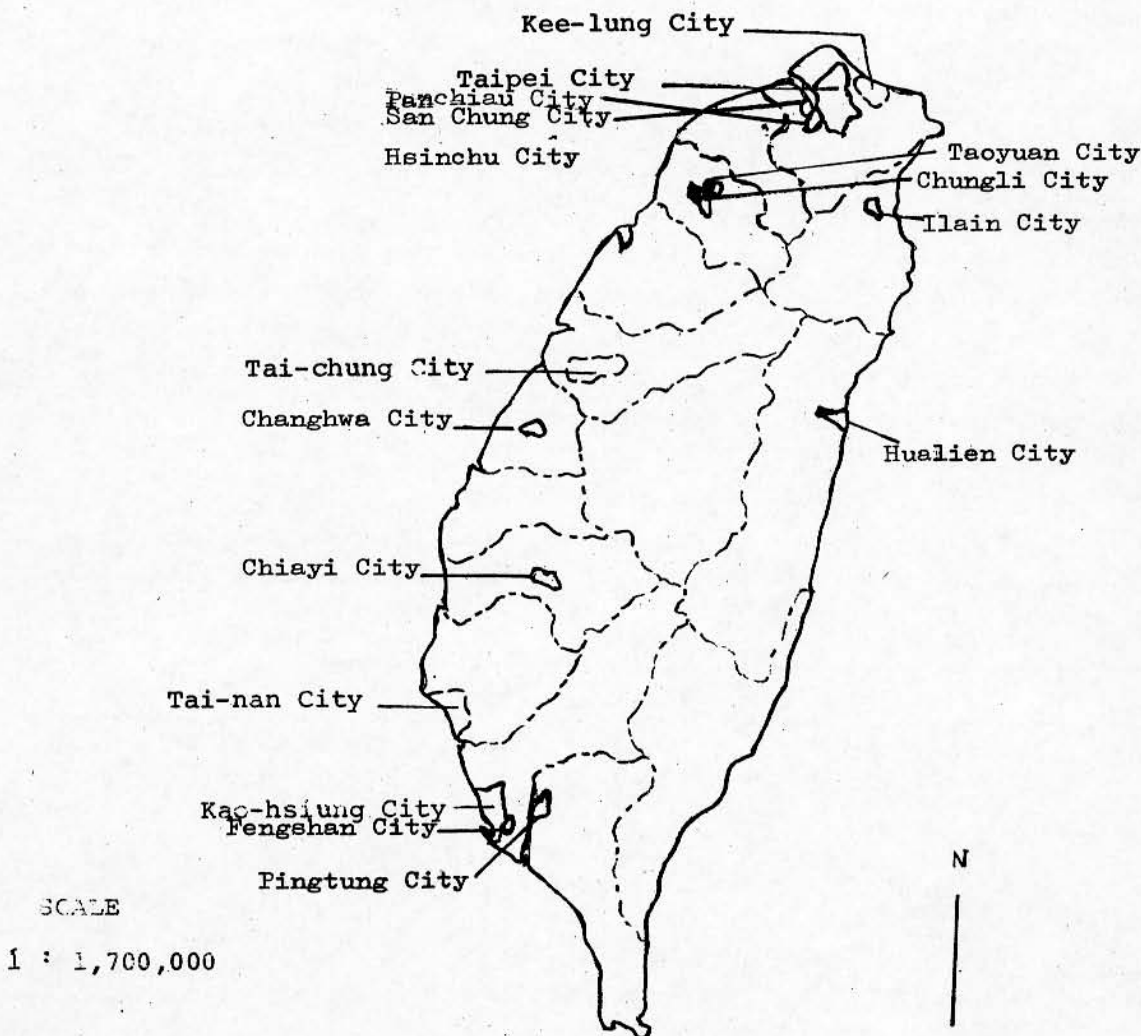 Kee-lung City
Taipei City
Panchiau City
San Chung City
Hsinchu City
Taoyuan City
Chungli City
Ilain City
Tai-chung City
Changhwa City
Hualien City
Chiayi City
Tai-nan City
Kao-hsiung City
Fengshan City
Pingtung City
N
SCALE
1 : 1,700,000